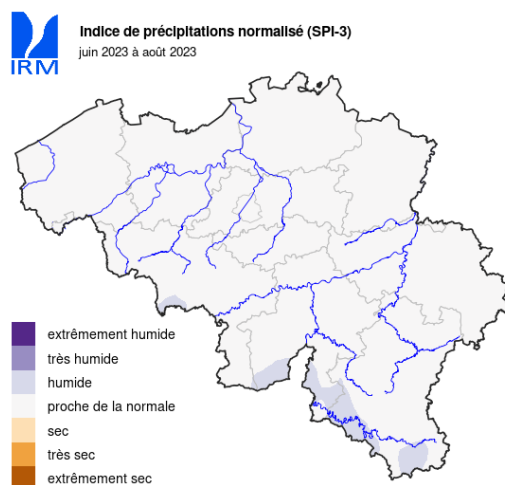 Indice de précipitations normalisé (SPI-3)
juin 2023 à août 2023
IRM
extrêmement humide
très humide
humide
proche de la normale
sec
très sec
extrêmement sec